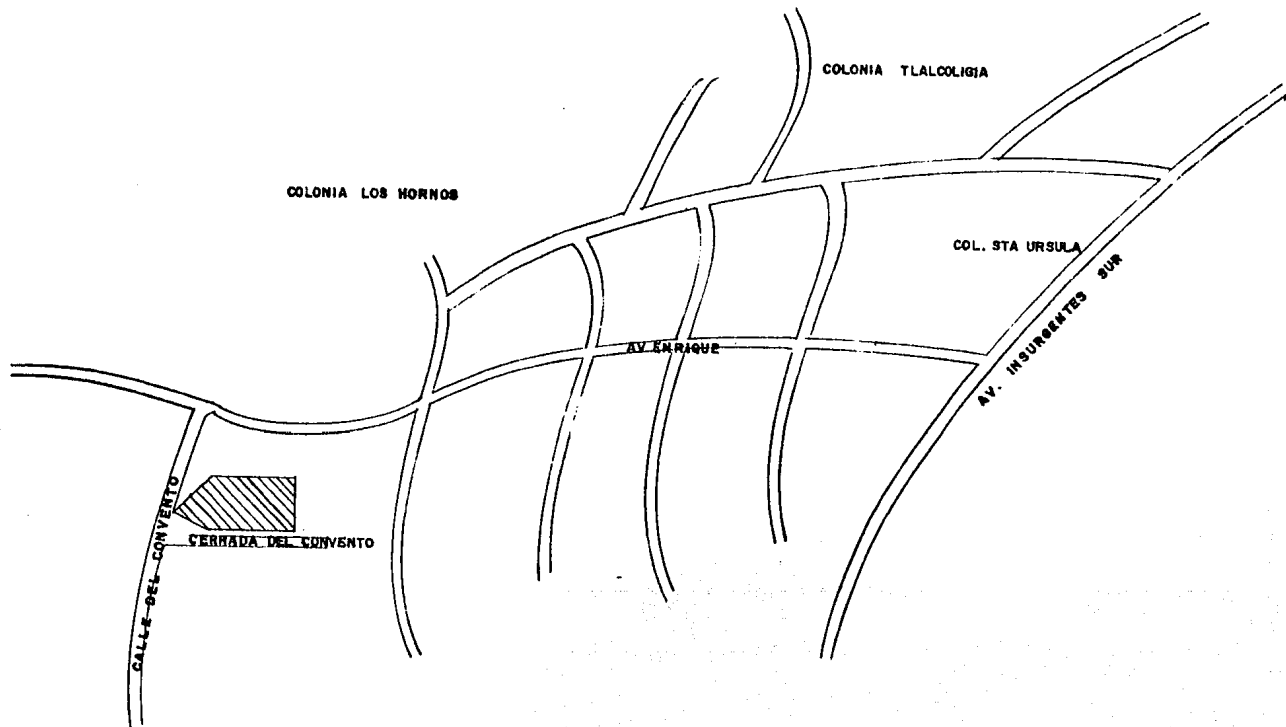 COLONIA TLALCOLIGIA
COLONIA LOS HORNOS
COL. STA URSULA
AV. INSURGENTES SUR
AV ENRIQUE
CALLE DEL CONVENTO
CERRADA DEL CONVENTO